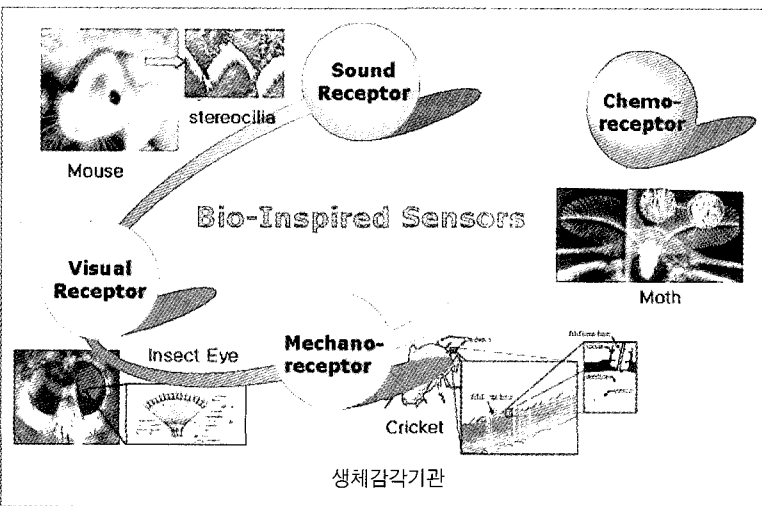 Sound
Receptor
Chemo-
receptor
stereocilia
Mouse
Bio-Inspired Sensors
Visual
Receptor
Moth
Mechano-
receptor
Insect Eye
Cricket
생체감각기관